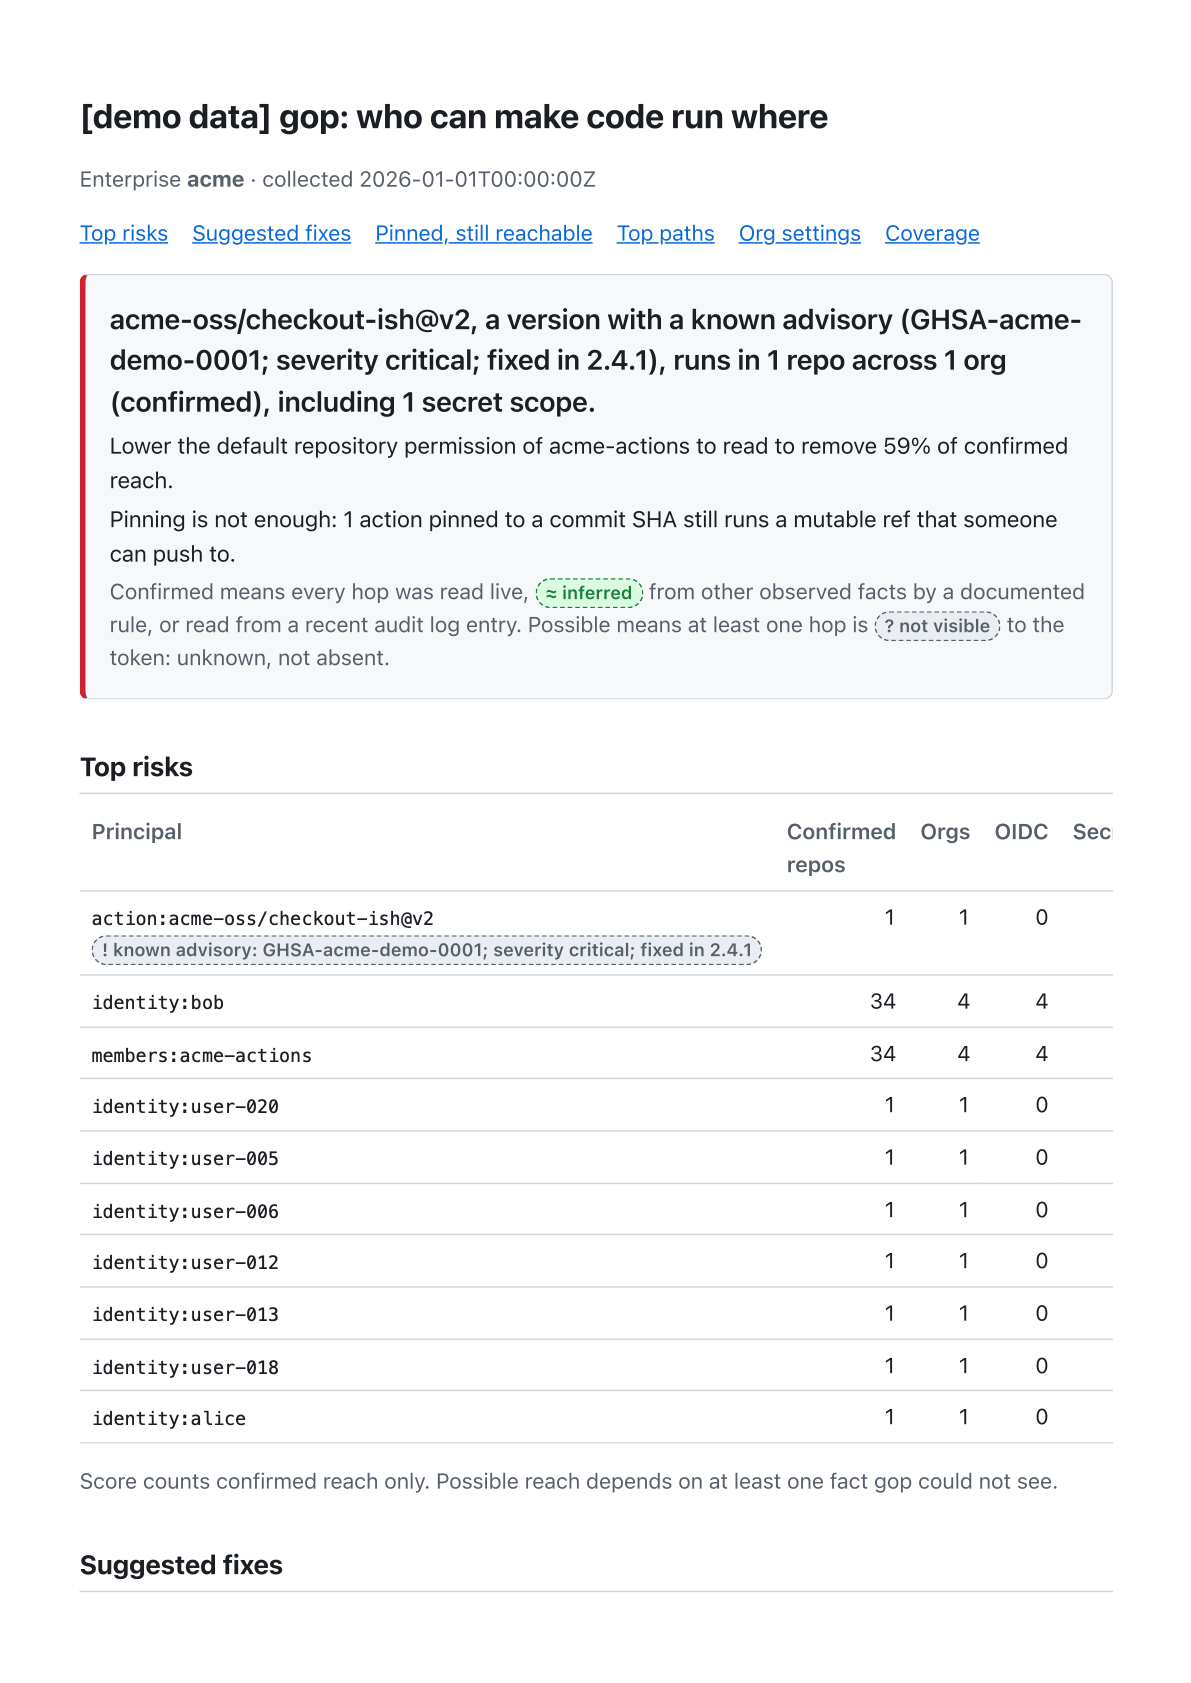 [demo data] gop: who can make code run where
Enterprise acme · collected 2026-01-01T00:00:00Z
Top risks Suggested fixes Pinned, still reachable Top paths Org settings Coverage
acme-oss/checkout-ish@v2, a version with a known advisory (GHSA-acme-
demo-0001; severity critical; fixed in 2.4.1), runs in 1 repo across 1 org
(confirmed), including 1 secret scope.
Lower the default repository permission of acme-actions to read to remove 59% of confirmed
reach.
Pinning is not enough: 1 action pinned to a commit SHA still runs a mutable ref that someone
can push to.
Confirmed means every hop was read live, ≈ inferred from other observed facts by a documented
rule, or read from a recent audit log entry. Possible means at least one hop is ? not visible to the
token: unknown, not absent.
Top risks
Principal Confirmed Orgs OIDC
repos
action:acme-oss/checkout-ish@v2 1 1 0
! known advisory: GHSA-acme-demo-0001; severity critical; fixed in 2.4.1
identity:bob 34 4 4
members:acme-actions 34 4 4
identity:user-020 1 1 0
identity:user-005 1 1 0
identity:user-006 1 1 0
identity:user-012 1 1 0
identity:user-013 1 1 0
identity:user-018 1 1 0
identity:alice 1 1 0
Score counts confirmed reach only. Possible reach depends on at least one fact gop could not see.
Suggested fixes